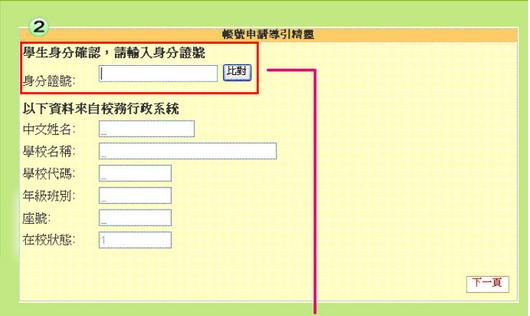 2
帳號申請導引精靈
學生身分確認，請輸入身分證號
身分證號: 比對
以下資料來自校務行政系統
中文姓名:
學校名稱:
學校代碼:
年級班別:
座號:
在校狀態: 1
下一頁